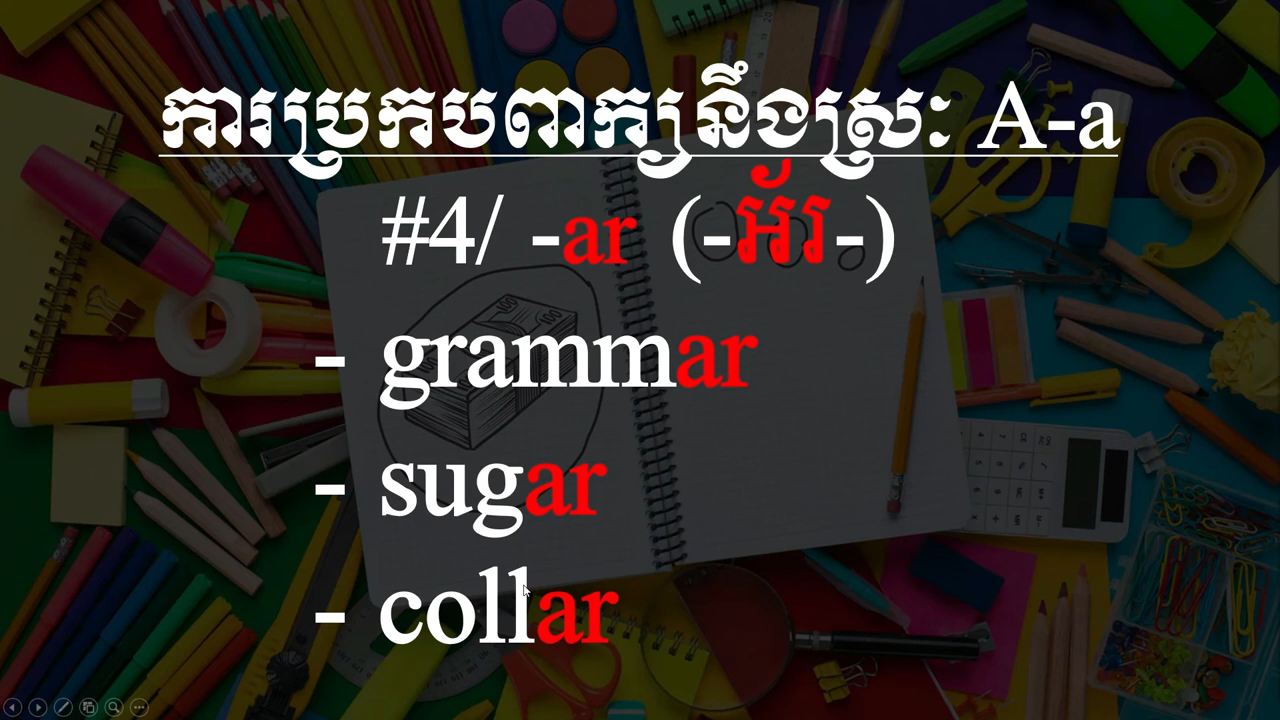 ការប្រកបពាក្យនឹងស្រៈ A-a
#4/ -ar (-អ័រ-)
- grammar
- sugar
- collar